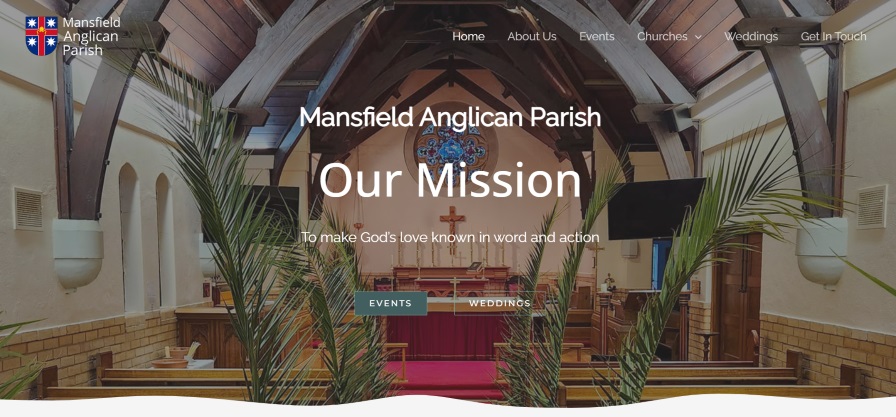 Mansfield
Anglican
Parish
Home About Us Events Churches Weddings Get In Touch
Mansfield Anglican Parish
Our Mission
To make God's love known in word and action
EVENTS WEDDINGS